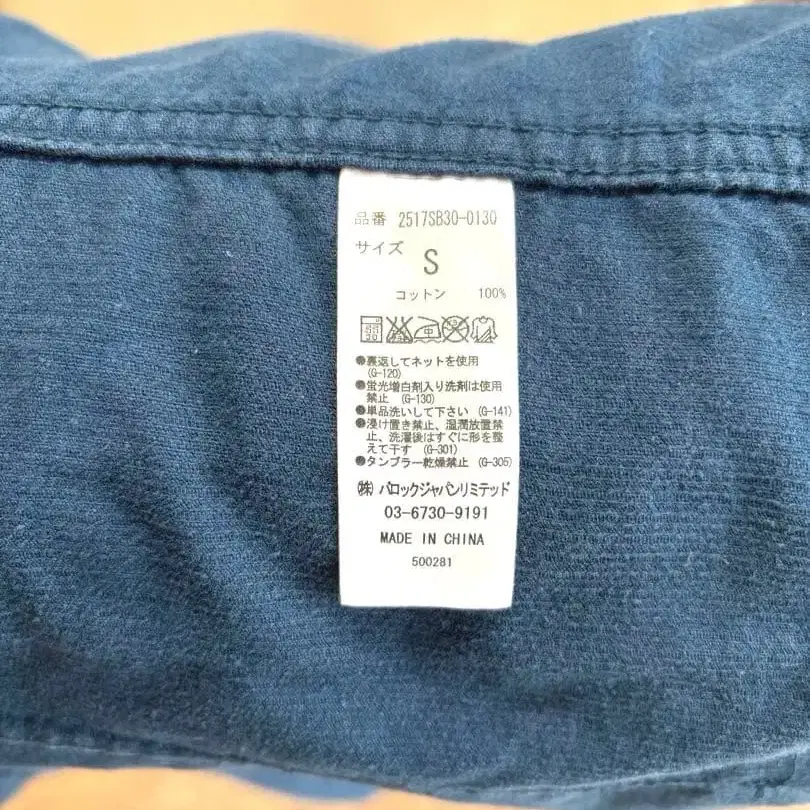 品番 2517SB30-0130
サイズ
S
コットン 100%
●裏返してネットを使用
(G-120)
●蛍光増白剤入り洗剤は使用
禁止 (G-130)
●単品洗いして下さい (G-141)
●浸け置き禁止、湿潤放置禁
止、洗濯後はすぐに形を整
えて干す (G-301)
●タンブラー乾燥禁止 (G-305)
㈱ バロックジャパンリミテッド
03-6730-9191
MADE IN CHINA
500281